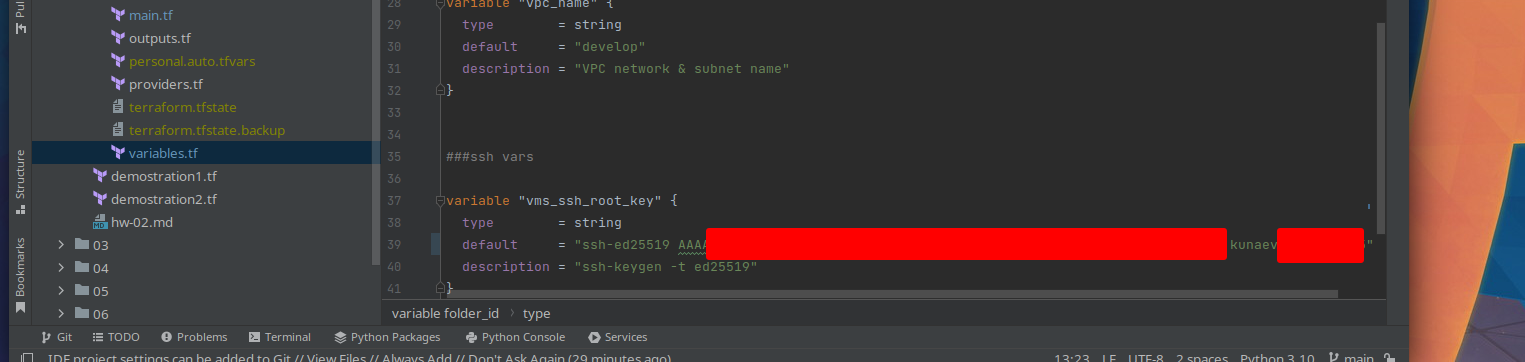 Pul
main.tf
outputs.tf
personal.auto.tfvars
providers.tf
terraform.tfstate
terraform.tfstate.backup
variables.tf
demostration1.tf
demostration2.tf
hw-02.md
03
04
05
06
Structure
Bookmarks
28 variable "vpc_name" {
29 type = string
30 default = "develop"
31 description = "VPC network & subnet name"
32 }
33
34
35 ###ssh vars
36
37 variable "vms_ssh_root_key" {
38 type = string
39 default = "ssh-ed25519 AAAA kunaev "
40 description = "ssh-keygen -t ed25519"
41 }
variable folder_id › type
Git TODO Problems Terminal Python Packages Python Console Services
IDE project settings can be added to Git // View Files // Always Add // Don't Ask Again (29 minutes ago) 13:23 LF UTF-8 2 spaces Python 3.10 main